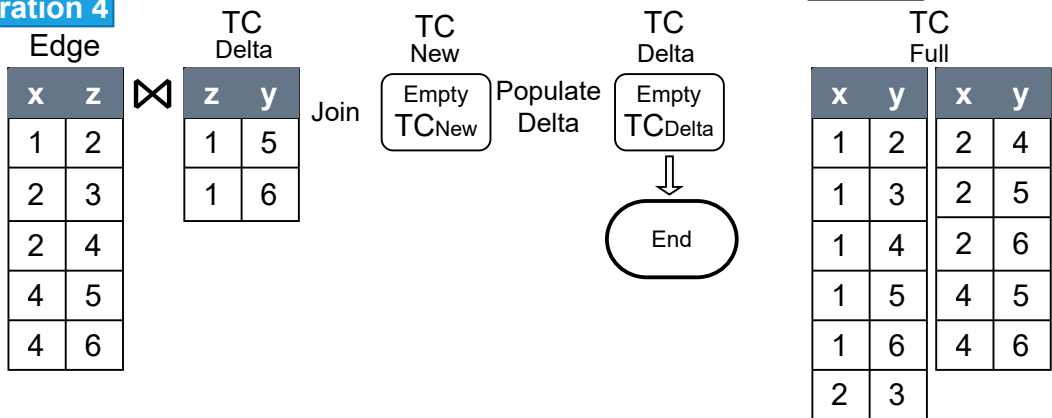 ration 4
Edge
x z
1 2
2 3
2 4
4 5
4 6
⋈
TC
Delta
z y
1 5
1 6
Join
TC
New
Empty
TCNew
Populate
Delta
TC
Delta
Empty
TCDelta
End
TC
Full
x y
1 2
1 3
1 4
1 5
1 6
2 3
x y
2 4
2 5
2 6
4 5
4 6